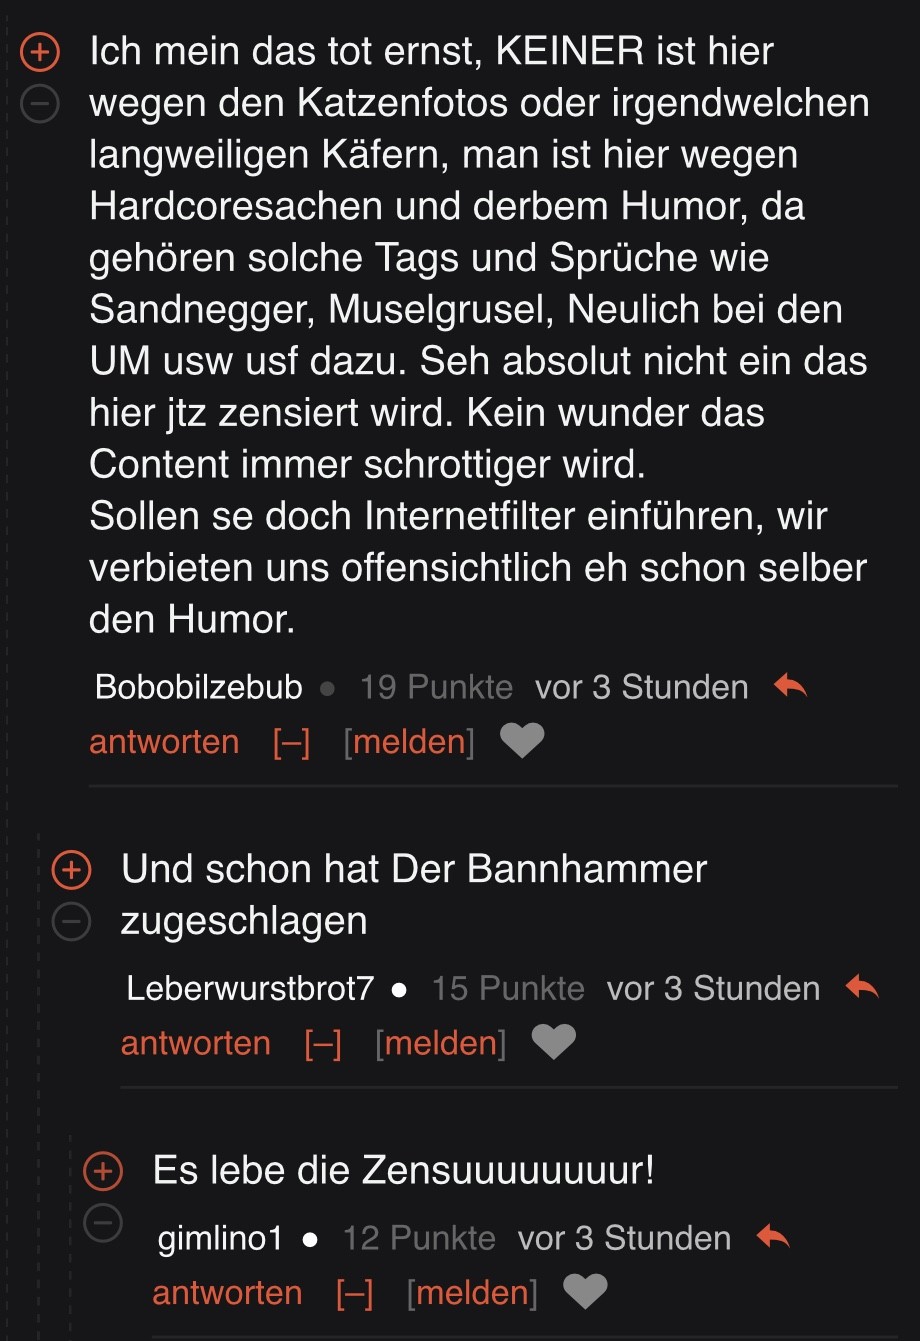 Ich mein das tot ernst, KEINER ist hier
wegen den Katzenfotos oder irgendwelchen
langweiligen Käfern, man ist hier wegen
Hardcoresachen und derbem Humor, da
gehören solche Tags und Sprüche wie
Sandnegger, Muselgrusel, Neulich bei den
UM usw usf dazu. Seh absolut nicht ein das
hier jtz zensiert wird. Kein wunder das
Content immer schrottiger wird.
Sollen se doch Internetfilter einführen, wir
verbieten uns offensichtlich eh schon selber
den Humor.
Bobobilzebub ● 19 Punkte vor 3 Stunden
antworten [–] [melden]
Und schon hat Der Bannhammer
zugeschlagen
Leberwurstbrot7 ● 15 Punkte vor 3 Stunden
antworten [–] [melden]
Es lebe die Zensuuuuuuuur!
gimlino1 ● 12 Punkte vor 3 Stunden
antworten [–] [melden]